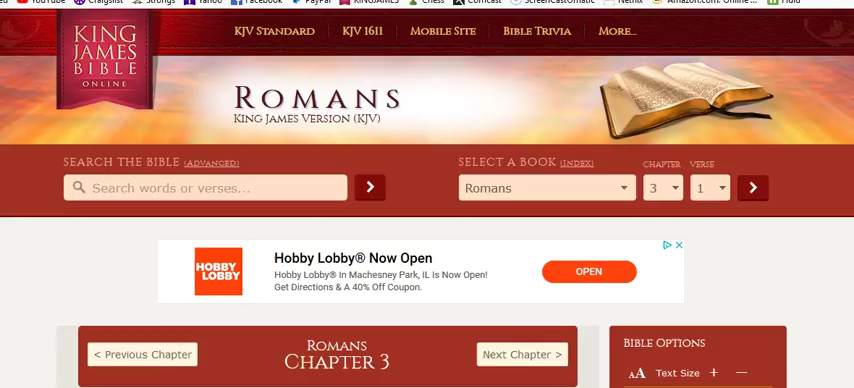 YouTube Craigslist Strongs Yahoo Facebook PayPal KINGJAMES Chess Comcast ScreenCastOmatic Netflix Amazon.com: Online ... Fluid
KING
JAMES
BIBLE
ONLINE
KJV Standard KJV 1611 Mobile Site Bible Trivia More...
Romans
King James Version (KJV)
SEARCH THE BIBLE (ADVANCED) SELECT A BOOK (INDEX) CHAPTER VERSE
Search words or verses... Romans 3 1
HOBBY
LOBBY
Hobby Lobby® Now Open
Hobby Lobby® In Machesney Park, IL Is Now Open!
Get Directions & A 40% Off Coupon.
OPEN
< Previous Chapter
Romans
Chapter 3
Next Chapter >
Bible Options
AA Text Size + —